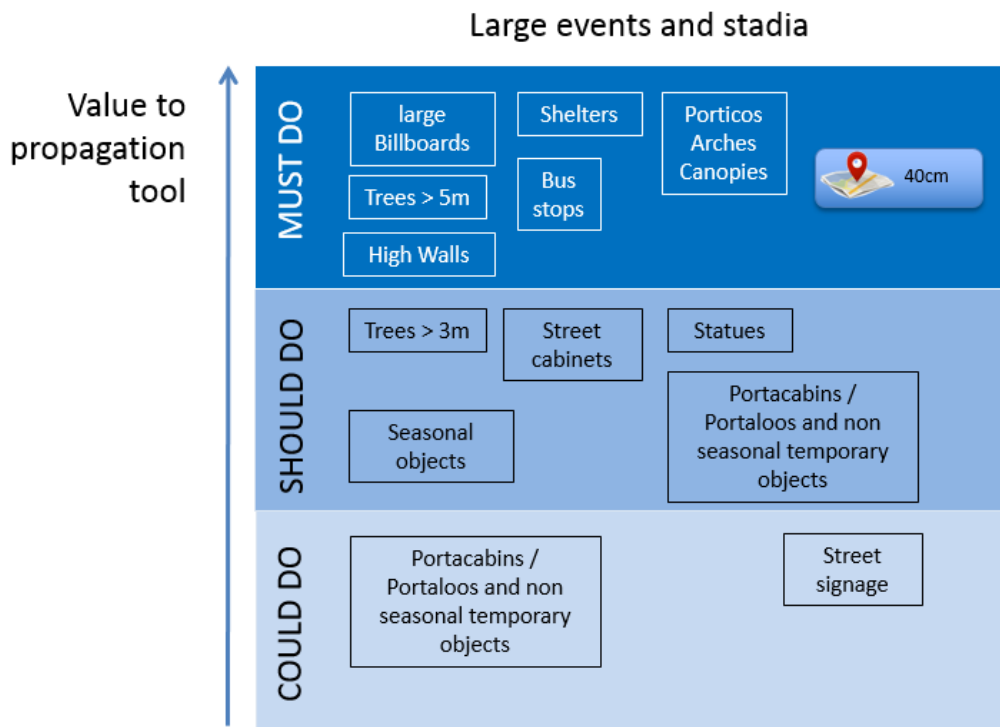 Large events and stadia
Value to
propagation
tool
MUST DO
large
Billboards
Shelters
Porticos
Arches
Canopies
Trees > 5m
Bus
stops
High Walls
40cm
SHOULD DO
Trees > 3m
Street
cabinets
Statues
Seasonal
objects
Portacabins /
Portaloos and non
seasonal temporary
objects
COULD DO
Portacabins /
Portaloos and non
seasonal temporary
objects
Street
signage